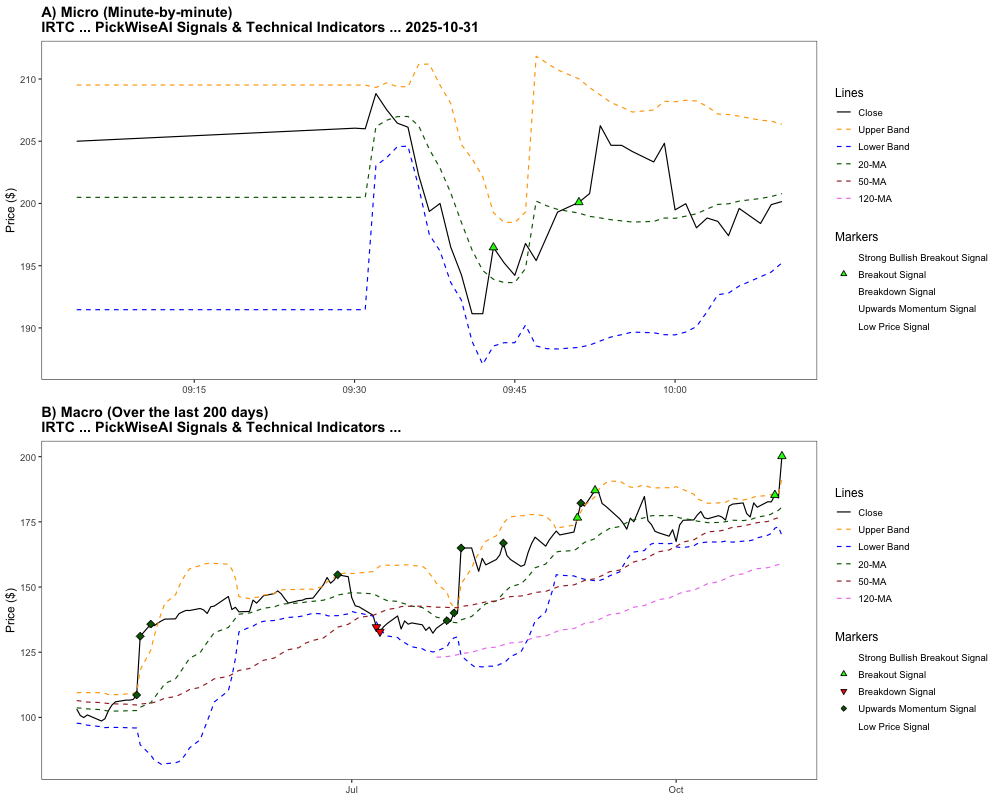 A) Micro (Minute-by-minute)
IRTC ... PickWiseAI Signals & Technical Indicators ... 2025-10-31
Price ($)
210
205
200
195
190
09:15
09:30
09:45
10:00
Lines
Close
Upper Band
Lower Band
20-MA
50-MA
120-MA
Markers
Strong Bullish Breakout Signal
Breakout Signal
Breakdown Signal
Upwards Momentum Signal
Low Price Signal
B) Macro (Over the last 200 days)
IRTC ... PickWiseAI Signals & Technical Indicators ...
Price ($)
200
175
150
125
100
Jul
Oct
Lines
Close
Upper Band
Lower Band
20-MA
50-MA
120-MA
Markers
Strong Bullish Breakout Signal
Breakout Signal
Breakdown Signal
Upwards Momentum Signal
Low Price Signal